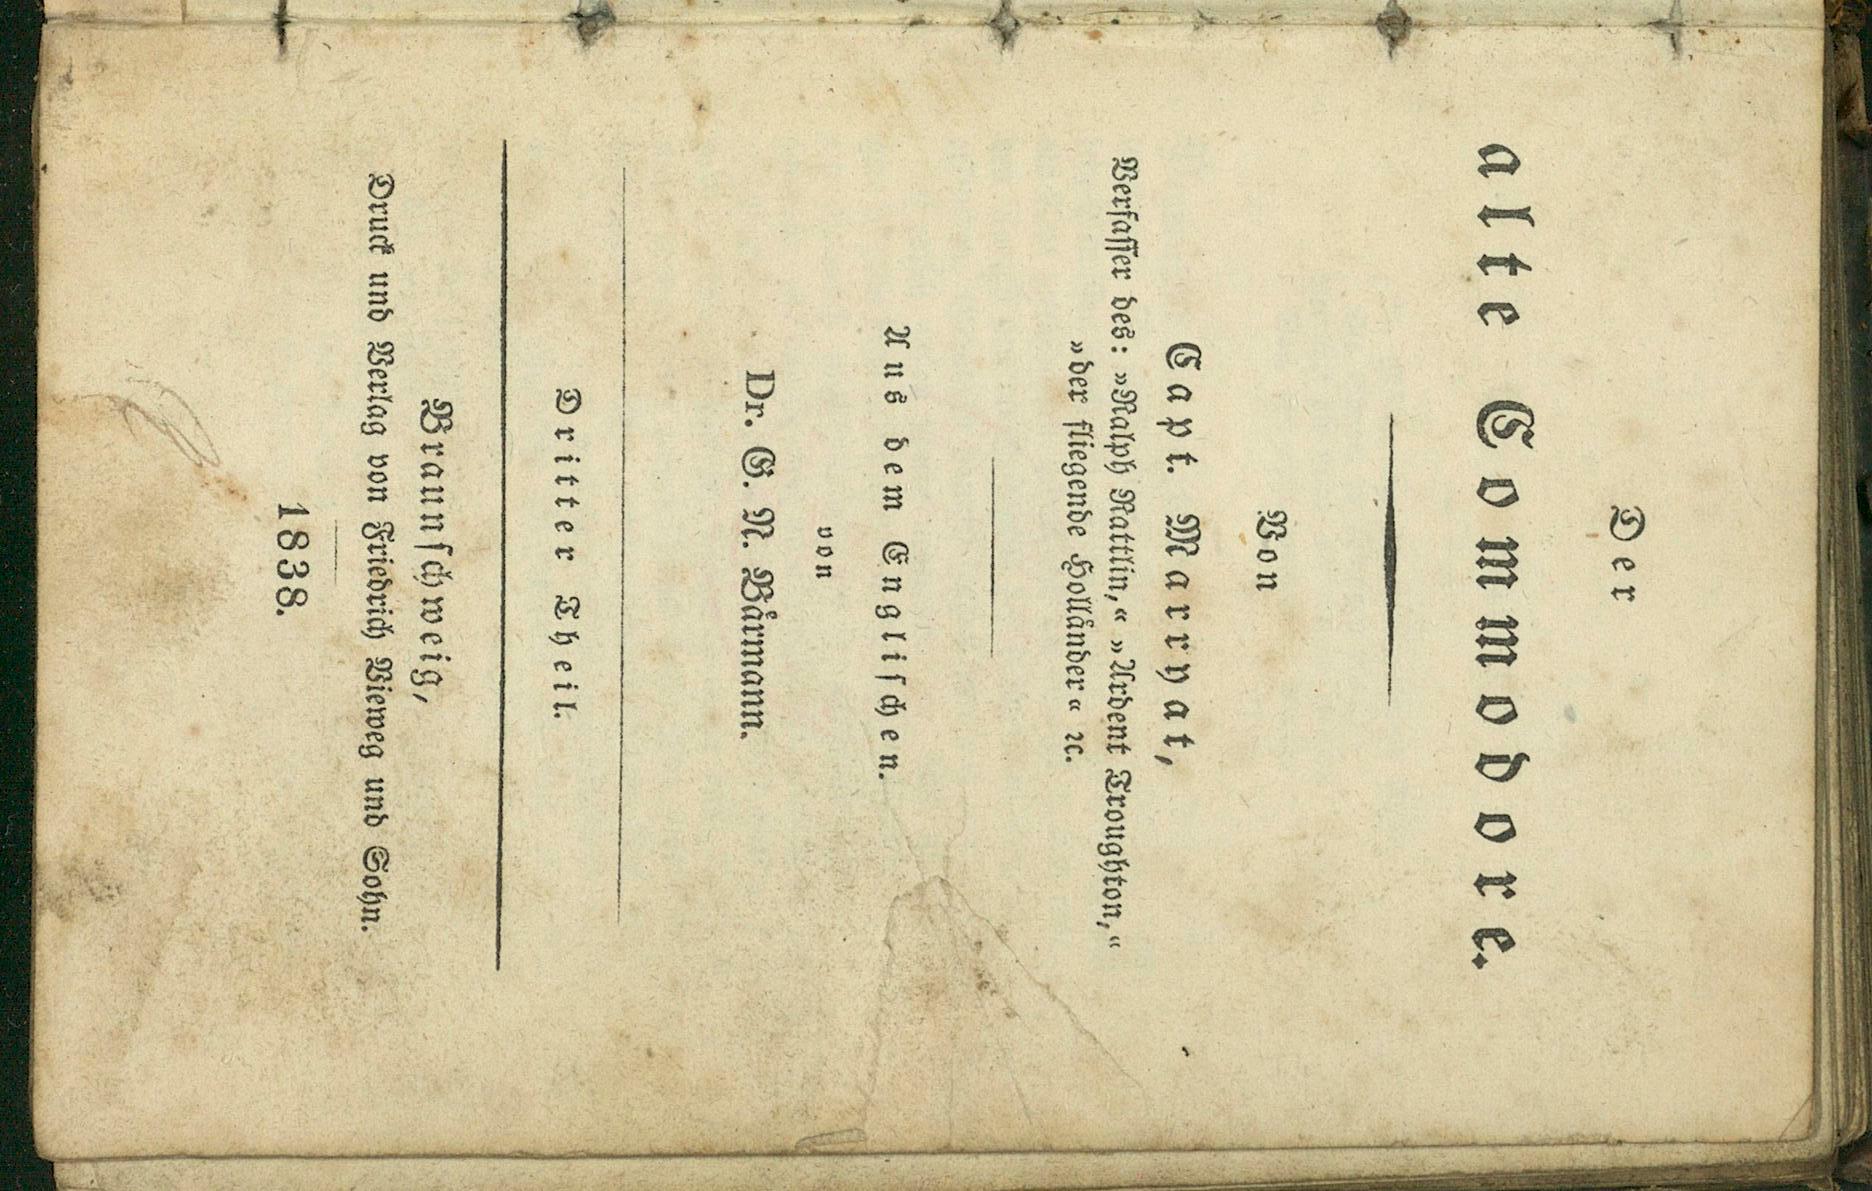 Der
alte Commodore.
Von
Capt. Marryat,
Verfasser des: »Ralph Rattlin,« »Ardent Troughton,«
»der fliegende Holländer« ꝛc.
Aus dem Englischen.
von
Dr. G. N. Bärmann.
Dritter Theil.
Braunschweig,
Druck und Verlag von Friedrich Vieweg und Sohn.
1838.